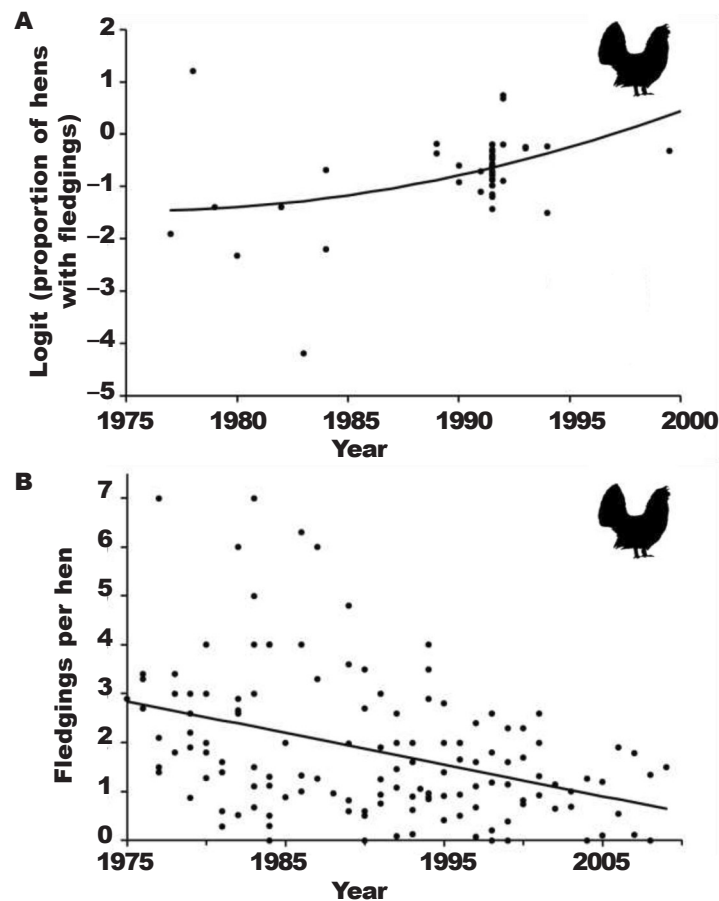 A
2
1
0
–1
–2
–3
–4
–5
Logit (proportion of hens
with fledgings)
1975 1980 1985 1990 1995 2000
Year
B
7
6
5
4
3
2
1
0
Fledgings per hen
1975 1985 1995 2005
Year